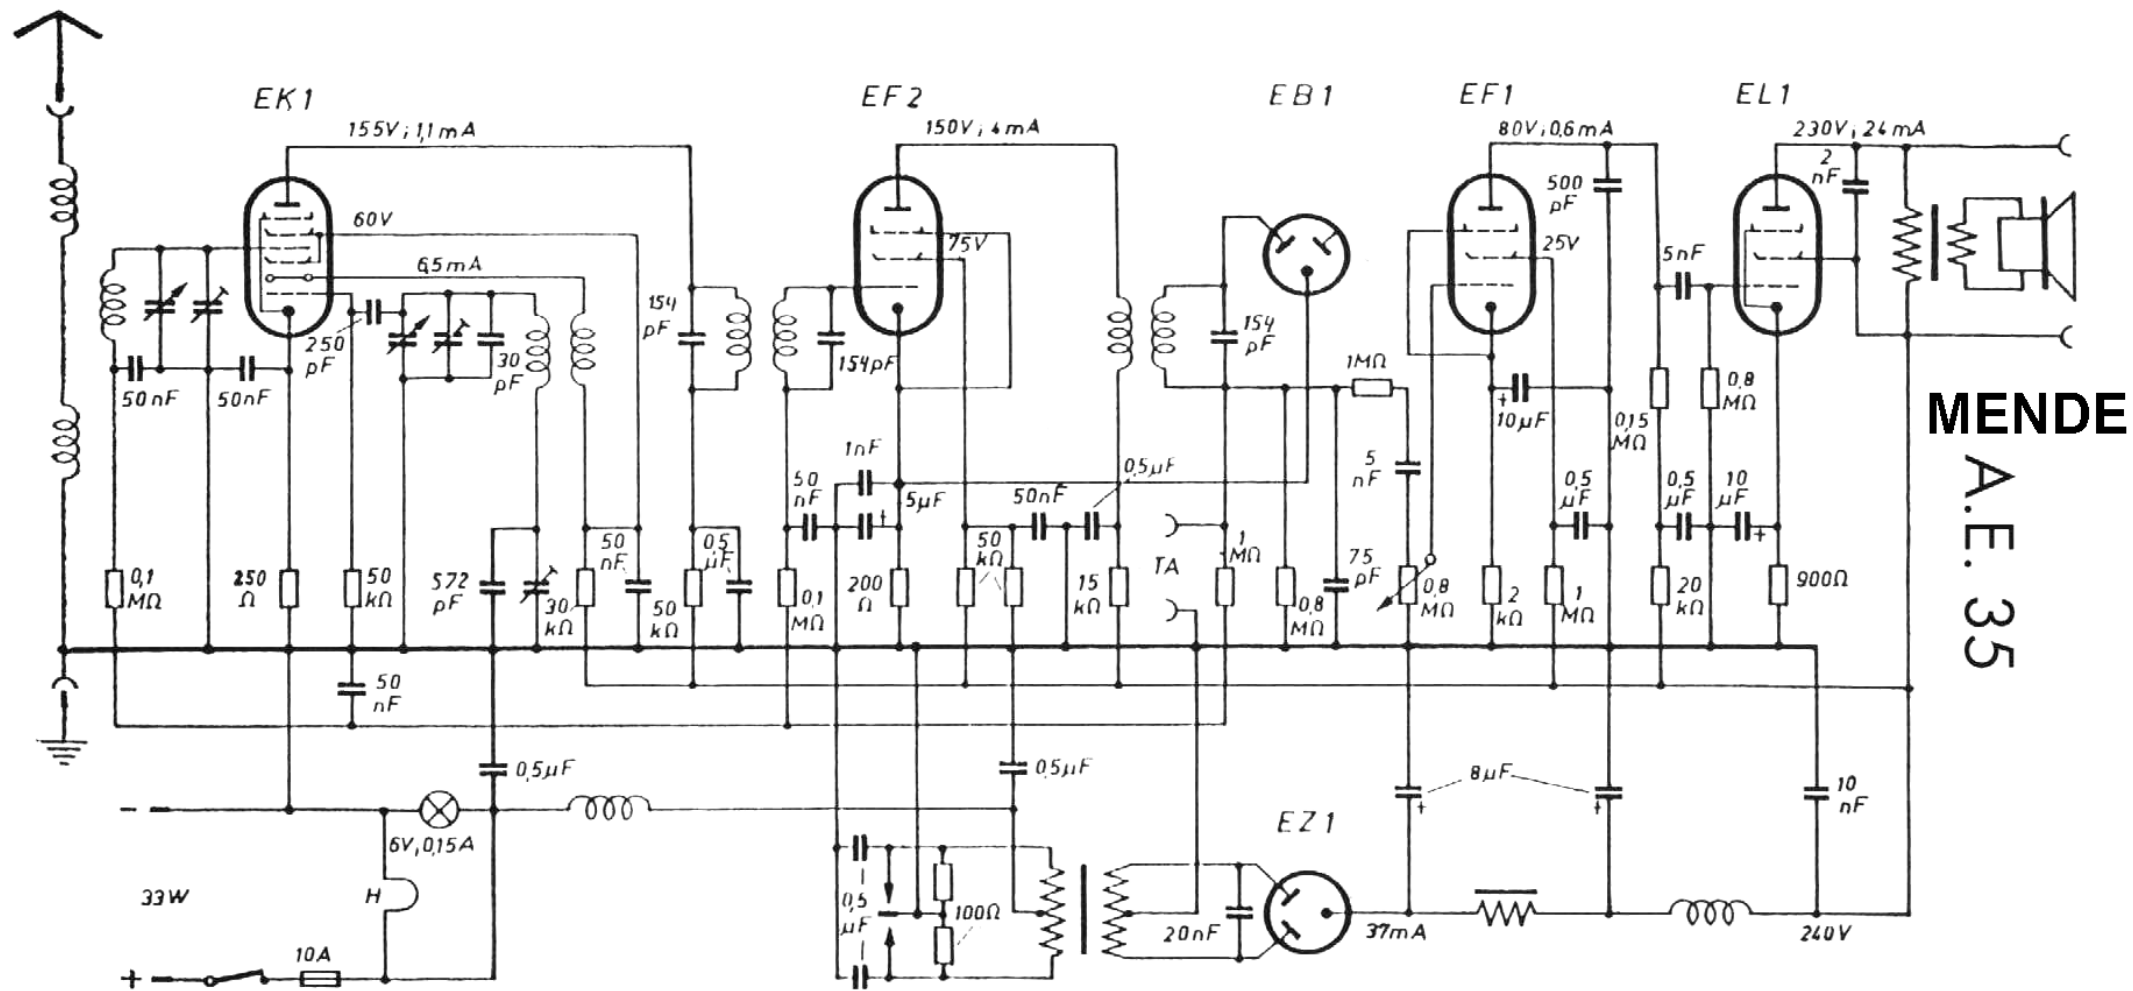 EK1
EF2
EB1
EF1
EL1
155V; 1,1mA
150V; 4mA
80V; 0,6mA
230V; 24mA
2
nF
500
pF
60V
75V
25V
5nF
6,5mA
154
pF
154
pF
250
pF
30
pF
154pF
1MΩ
50nF
50nF
0,8
MΩ
10µF
0,15
MΩ
MENDE
A.E. 35
1nF
5
nF
0,5µF
50
nF
5µF
50nF
0,5
µF
0,5
µF
10
µF
50
nF
0,5
µF
50
kΩ
1
MΩ
TA
75
pF
0,1
MΩ
250
Ω
50
kΩ
572
pF
30
kΩ
50
kΩ
0,1
MΩ
200
Ω
15
kΩ
0,8
MΩ
0,8
MΩ
2
kΩ
1
MΩ
20
kΩ
900Ω
50
nF
0,5µF
0,5µF
8µF
10
nF
-
6V, 0,15A
EZ1
33W
H
0,5
µF
100Ω
20nF
37mA
240V
10A
+